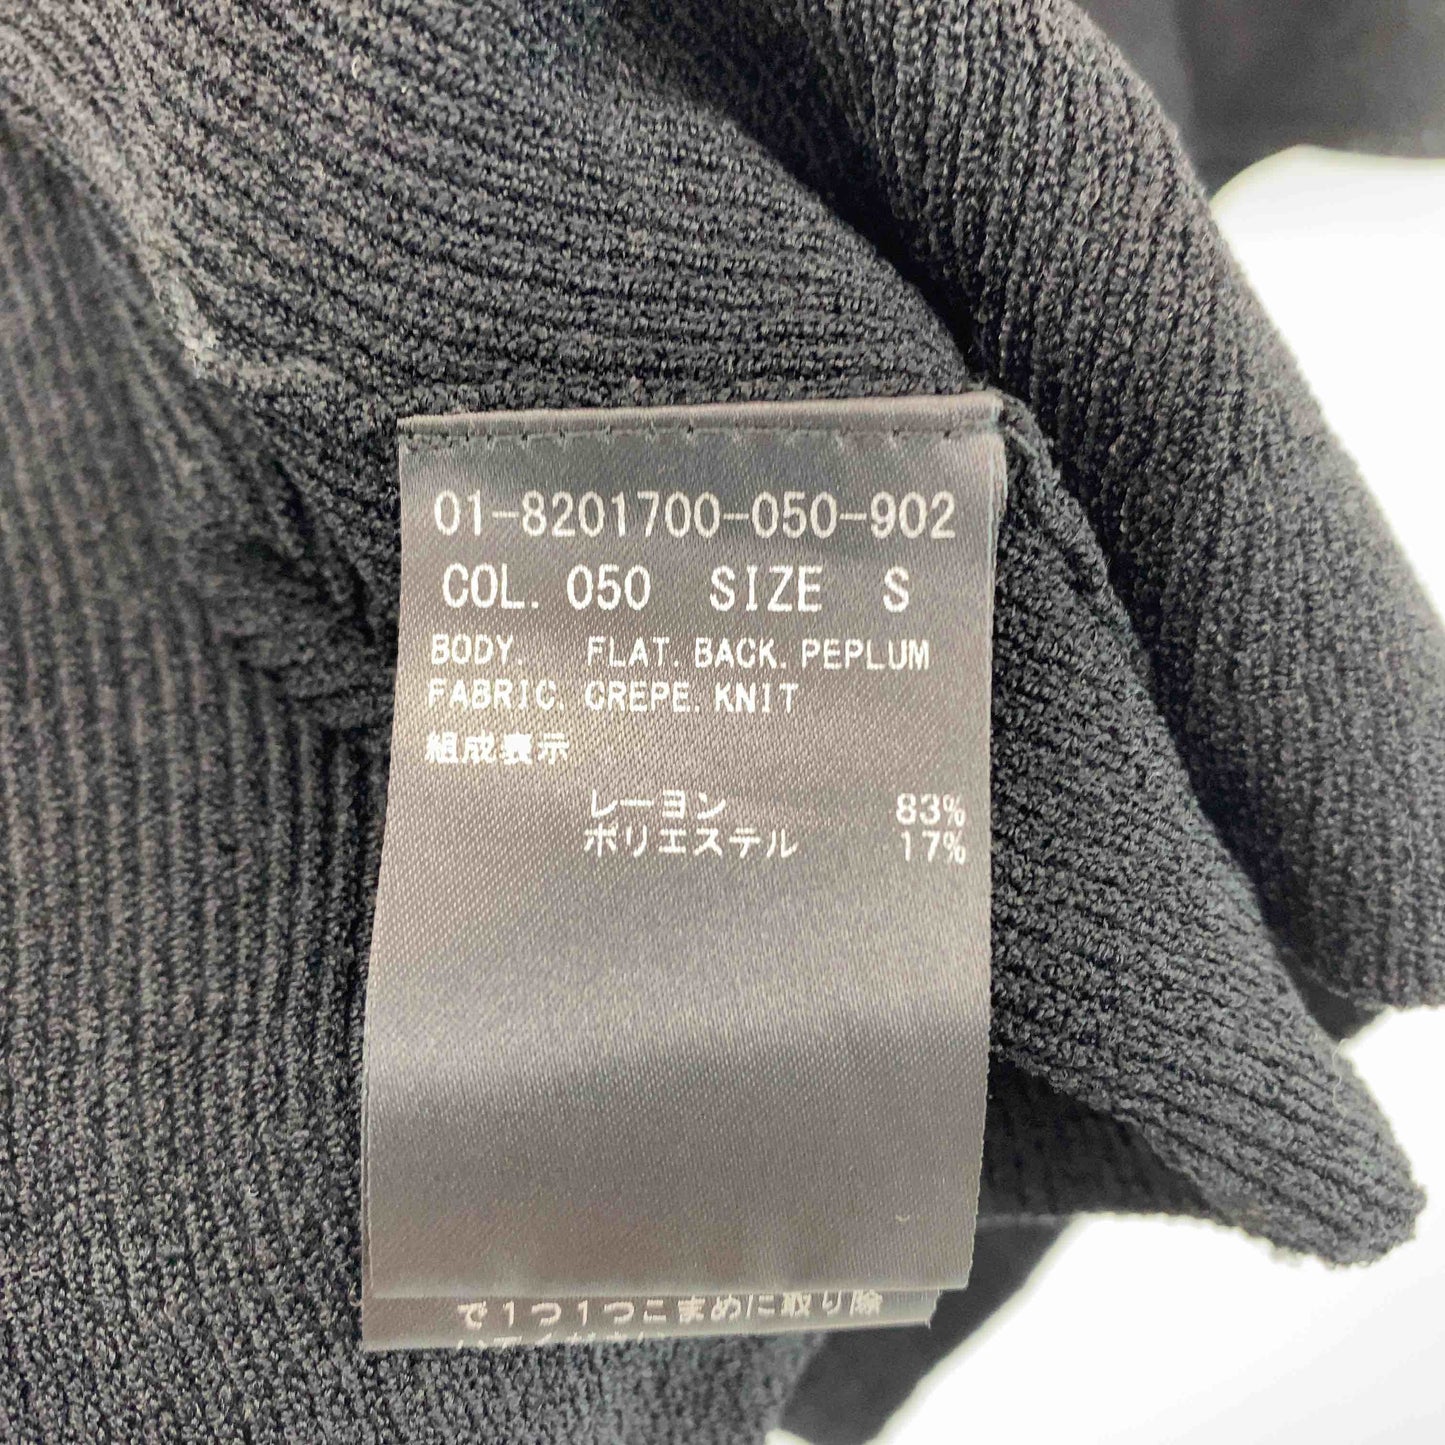 01-8201700-050-902
COL. 050 SIZE S
BODY. FLAT. BACK. PEPLUM
FABRIC. CREPE. KNIT
組成表示
レーヨン 83%
ポリエステル 17%
で1つ1つこまめに取り除